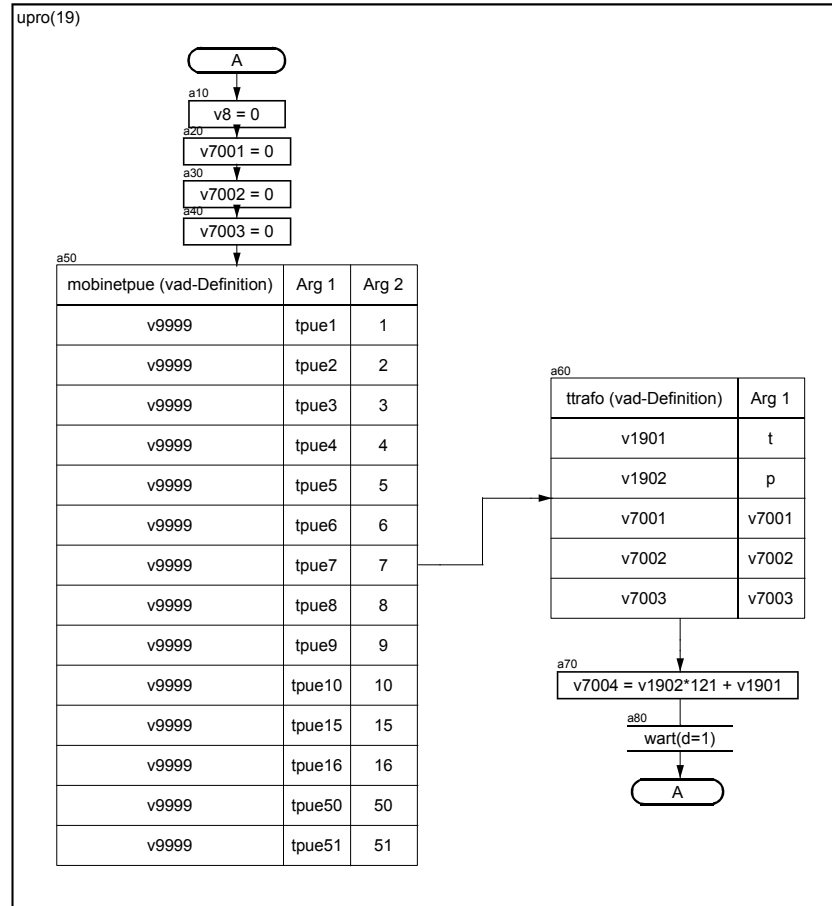 upro(19)
A
a10
v8 = 0
a20
v7001 = 0
a30
v7002 = 0
a40
v7003 = 0
a50
mobinetpue (vad-Definition) Arg 1 Arg 2
v9999 tpue1 1
v9999 tpue2 2
v9999 tpue3 3
v9999 tpue4 4
v9999 tpue5 5
v9999 tpue6 6
v9999 tpue7 7
v9999 tpue8 8
v9999 tpue9 9
v9999 tpue10 10
v9999 tpue15 15
v9999 tpue16 16
v9999 tpue50 50
v9999 tpue51 51
a60
ttrafo (vad-Definition) Arg 1
v1901 t
v1902 p
v7001 v7001
v7002 v7002
v7003 v7003
a70
v7004 = v1902*121 + v1901
a80
wart(d=1)
A